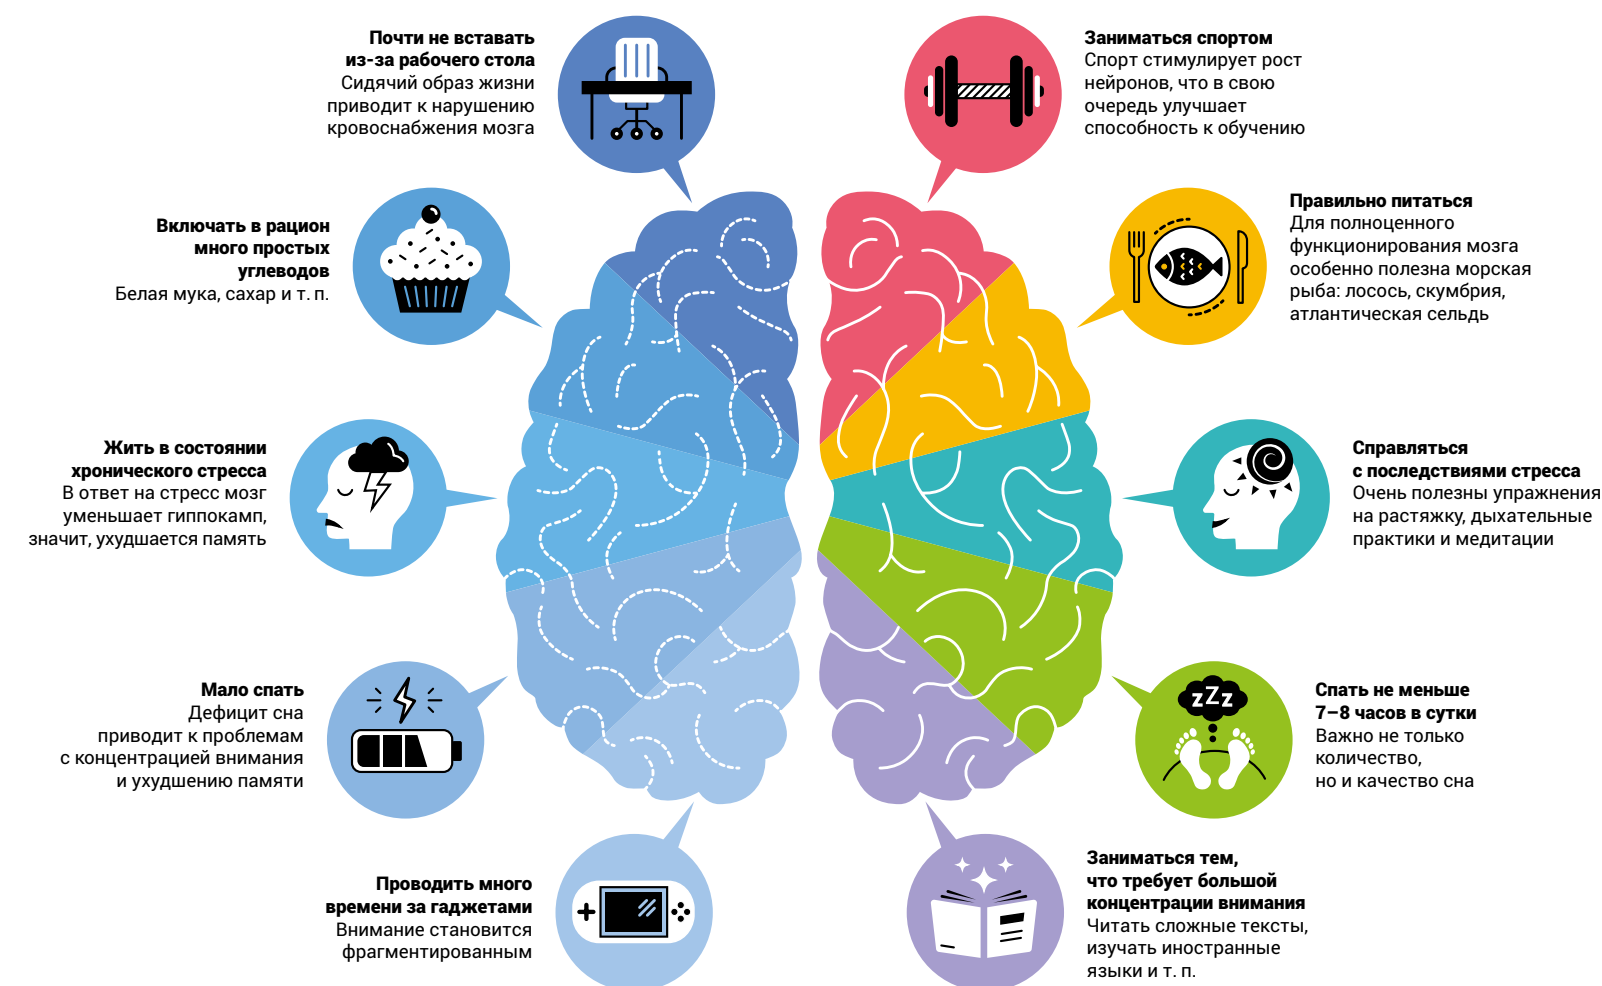 Почти не вставать
из-за рабочего стола
Сидячий образ жизни
приводит к нарушению
кровоснабжения мозга
Включать в рацион
много простых
углеводов
Белая мука, сахар и т. п.
Жить в состоянии
хронического стресса
В ответ на стресс мозг
уменьшает гиппокамп,
значит, ухудшается память
Мало спать
Дефицит сна
приводит к проблемам
с концентрацией внимания
и ухудшению памяти
Проводить много
времени за гаджетами
Внимание становится
фрагментированным
Заниматься спортом
Спорт стимулирует рост
нейронов, что в свою
очередь улучшает
способность к обучению
Правильно питаться
Для полноценного
функционирования мозга
особенно полезна морская
рыба: лосось, скумбрия,
атлантическая сельдь
Справляться
с последствиями стресса
Очень полезны упражнения
на растяжку, дыхательные
практики и медитации
zZz
Спать не меньше
7–8 часов в сутки
Важно не только
количество,
но и качество сна
Заниматься тем,
что требует большой
концентрации внимания
Читать сложные тексты,
изучать иностранные
языки и т. п.